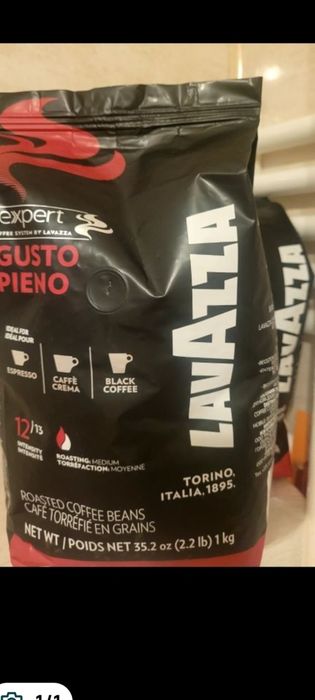 expert
COFFEE SYSTEM BY LAVAZZA
GUSTO
PIENO
IDEAL FOR
IDÉAL POUR
ESPRESSO
CAFFÈ
CREMA
BLACK
COFFEE
12/13
INTENSITY
INTENSITÉ
ROASTING: MEDIUM
TORRÉFACTION: MOYENNE
LAVAZZA
TORINO,
ITALIA, 1895.
ROASTED COFFEE BEANS
CAFÉ TORRÉFIÉ EN GRAINS
NET WT / POIDS NET 35.2 oz (2.2 lb) 1 kg
LAVAZZA
1/1